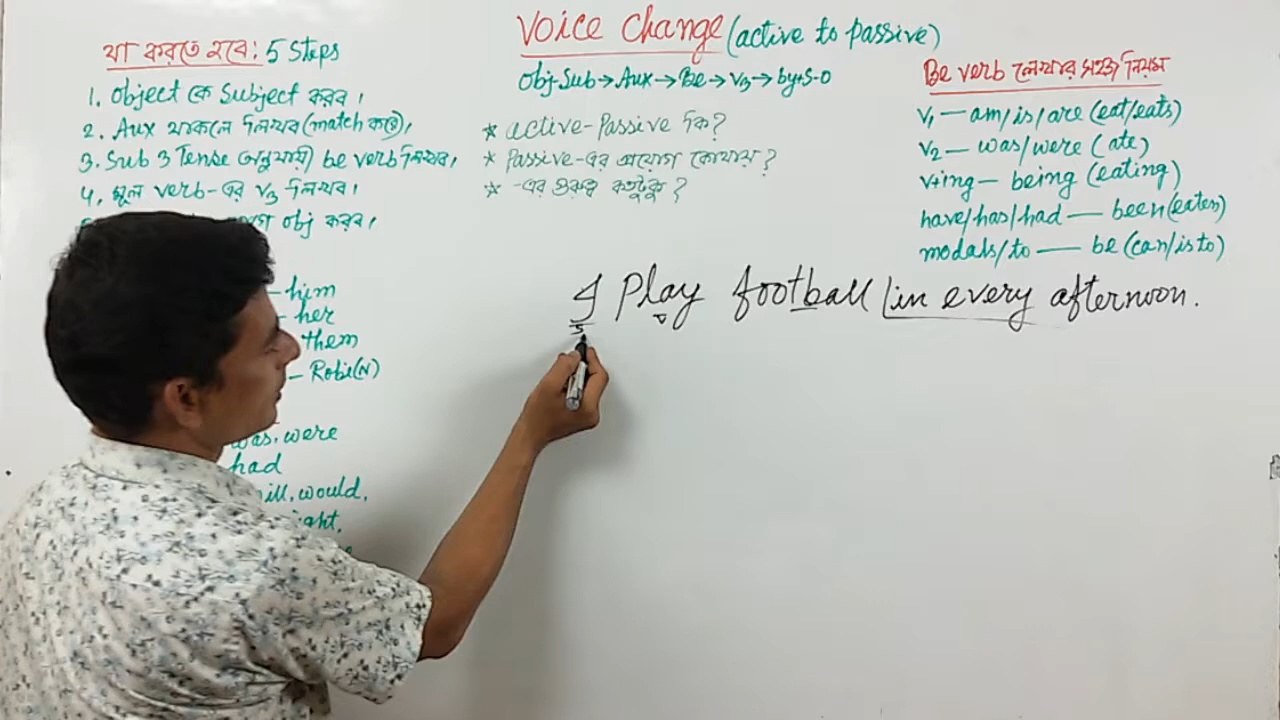 Voice Change (active to passive)
Obj-Sub→Aux→Be→V3→by+S-O
* active-Passive কি?
* Passive-এর প্রয়োগ কোথায়?
* -এর গুরুত্ব কতটুকু?
যা করতে হবে: 5 Steps
1. Object কে Subject করব।
2. Aux থাকলে লিখব (match করে),
3. Sub ও Tense অনুযায়ী be verb লিখব,
4. মূল verb-এর V3 লিখব।
obj করব,
- him
- her
them
- Robi(N)
was, were
had
ill, would,
ight,
Be verb লেখার সহজ নিয়ম
V1 — am/is/are (eat/eats)
V2 — was/were (ate)
V+ing — being (eating)
have/has/had — been (eaten)
modals/to — be (can/is to)
I Play football /in every afternoon.
S V